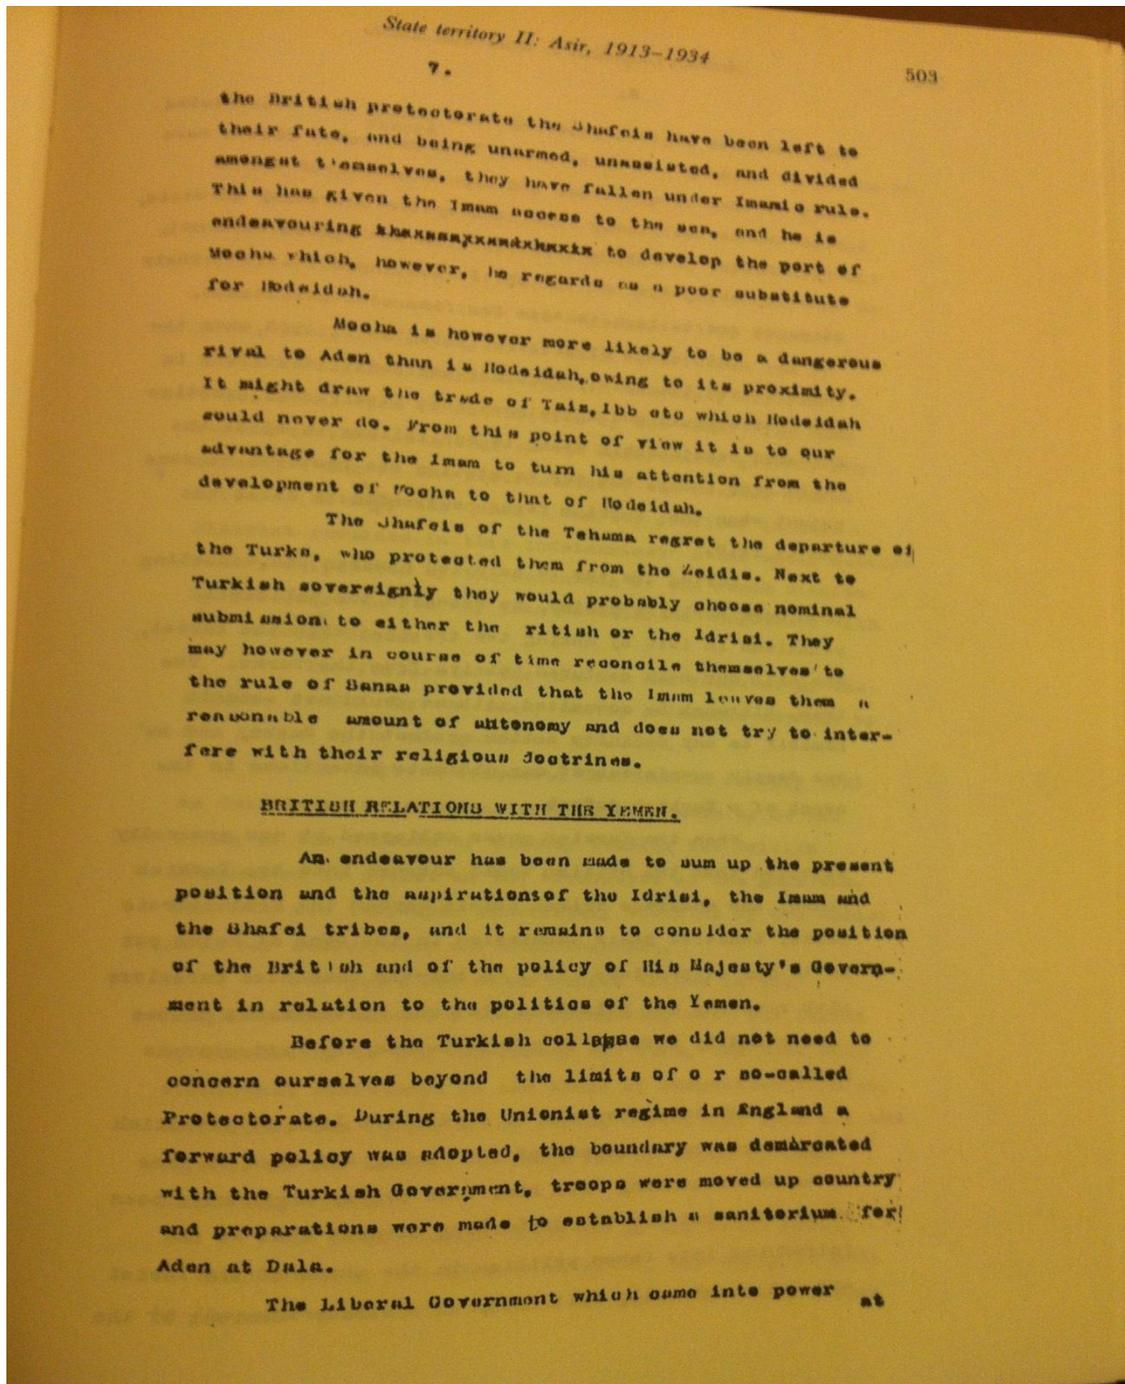 State territory II: Asir, 1913–1934
503
7.
the British protectorate the Shafeis have been left to
their fate, and being unarmed, unassisted, and divided
amongst themselves, they have fallen under Imamic rule.
This has given the Imam access to the sea, and he is
endeavouring to develop the port of
Mocha which, however, he regards as a poor substitute
for Hodeidah.
Mocha is however more likely to be a dangerous
rival to Aden than is Hodeidah, owing to its proximity.
It might draw the trade of Taiz, Ibb etc which Hodeidah
would never do. From this point of view it is to our
advantage for the Imam to turn his attention from the
development of Mocha to that of Hodeidah.
The Shafeis of the Tehama regret the departure of
the Turks, who protected them from the Zeidis. Next to
Turkish sovereignly they would probably choose nominal
submission to either the ritish or the Idrisi. They
may however in course of time reconcile themselves to
the rule of Sanaa provided that the Imam leaves them a
reasonable amount of autonomy and does not try to inter-
fere with their religious doctrines.
BRITISH RELATIONS WITH THE YEMEN.
An endeavour has been made to sum up the present
position and the aspirationsof the Idrisi, the Imam and
the Shafei tribes, and it remains to consider the position
of the British and of the policy of His Majesty's Govern-
ment in relation to the politics of the Yemen.
Before the Turkish collapse we did not need to
concern ourselves beyond the limits of o r so-called
Protectorate. During the Unionist regime in England a
forward policy was adopted, the boundary was demarcated
with the Turkish Government, troops were moved up country
and preparations were made to establish a sanitorium for
Aden at Dala.
The Liberal Government which came into power at